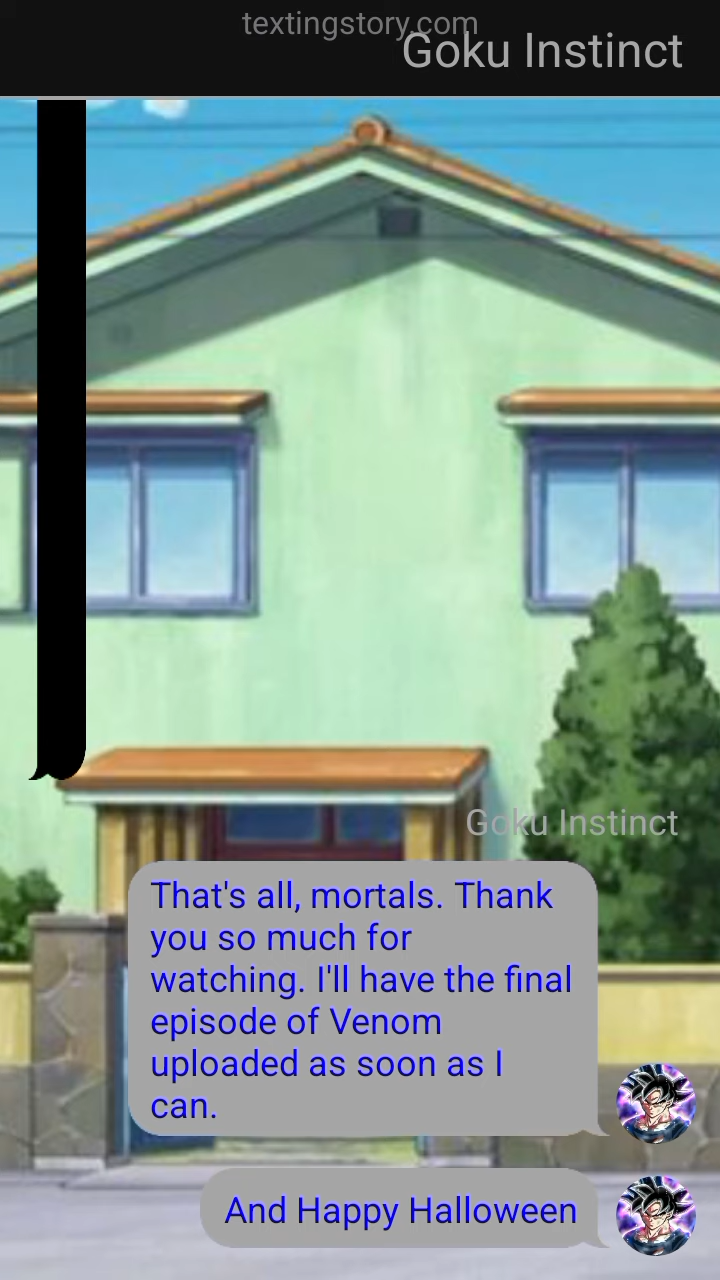 textingstory.com
Goku Instinct
Goku Instinct
That's all, mortals. Thank
you so much for
watching. I'll have the final
episode of Venom
uploaded as soon as I
can.
And Happy Halloween